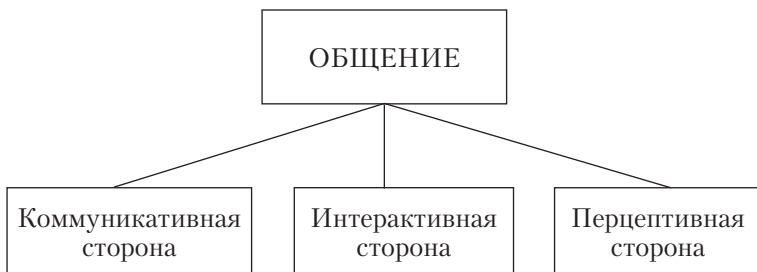 ОБЩЕНИЕ
Коммуникативная
сторона
Интерактивная
сторона
Перцептивная
сторона